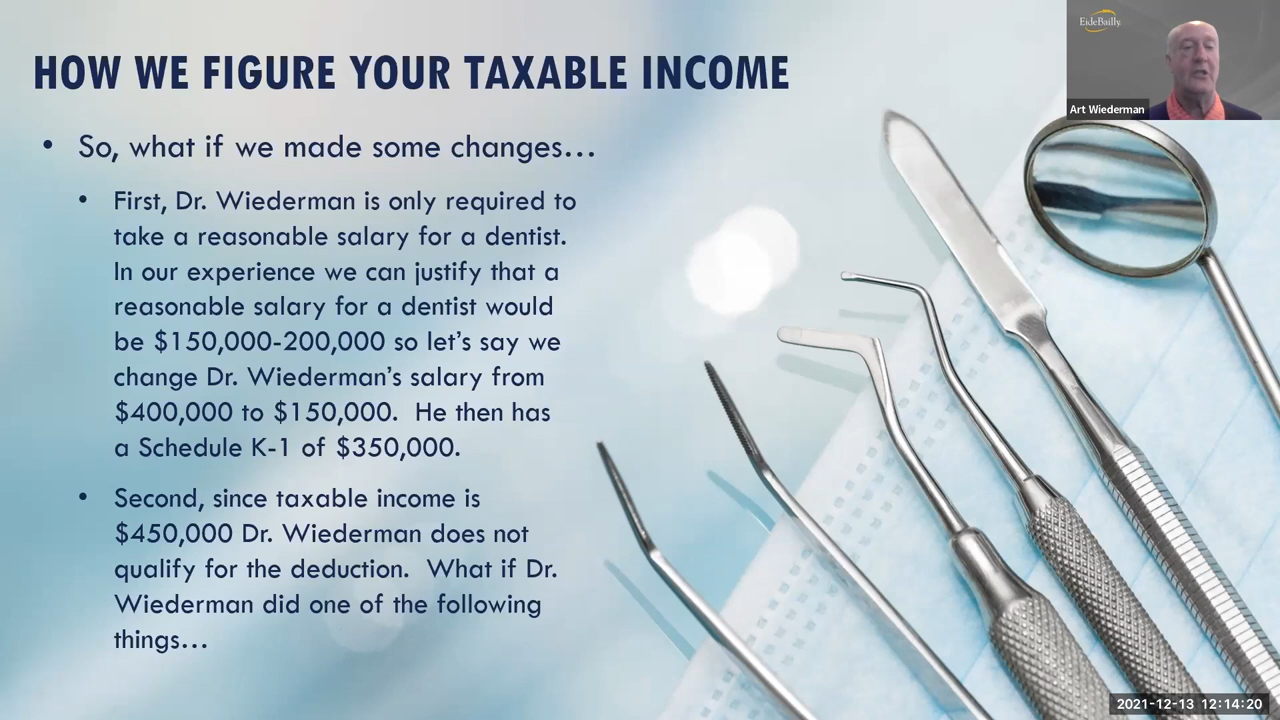 HOW WE FIGURE YOUR TAXABLE INCOME
• So, what if we made some changes…
• First, Dr. Wiederman is only required to
take a reasonable salary for a dentist.
In our experience we can justify that a
reasonable salary for a dentist would
be $150,000-200,000 so let’s say we
change Dr. Wiederman’s salary from
$400,000 to $150,000.  He then has
a Schedule K-1 of $350,000.
• Second, since taxable income is
$450,000 Dr. Wiederman does not
qualify for the deduction.  What if Dr.
Wiederman did one of the following
things…
EideBailly
Art Wiederman
2021-12-13 12:14:20